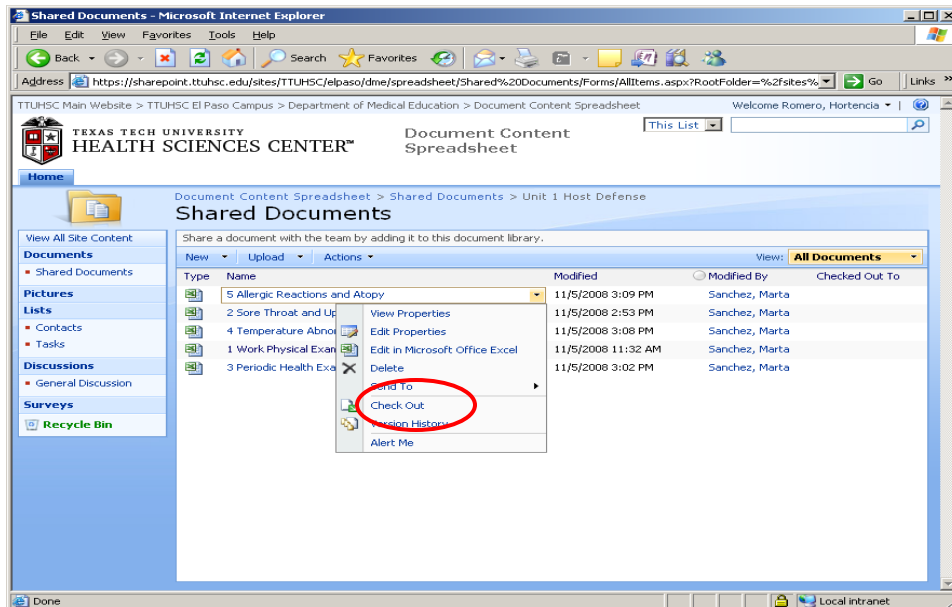 Shared Documents - Microsoft Internet Explorer
File Edit View Favorites Tools Help
Back Search Favorites
Address https://sharepoint.ttuhsc.edu/sites/TTUHSC/elpaso/dme/spreadsheet/Shared%20Documents/Forms/AllItems.aspx?RootFolder=%2fsites% Go Links »
TTUHSC Main Website > TTUHSC El Paso Campus > Department of Medical Education > Document Content Spreadsheet Welcome Romero, Hortencia
TEXAS TECH UNIVERSITY
HEALTH SCIENCES CENTER™
Document Content
Spreadsheet
This List
Home
Document Content Spreadsheet > Shared Documents > Unit 1 Host Defense
Shared Documents
View All Site Content
Documents
Shared Documents
Pictures
Lists
Contacts
Tasks
Discussions
General Discussion
Surveys
Recycle Bin
Share a document with the team by adding it to this document library.
New Upload Actions View: All Documents
Type Name Modified Modified By Checked Out To
5 Allergic Reactions and Atopy 11/5/2008 3:09 PM Sanchez, Marta
2 Sore Throat and Up 11/5/2008 2:53 PM Sanchez, Marta
4 Temperature Abnor 11/5/2008 3:08 PM Sanchez, Marta
1 Work Physical Exam 11/5/2008 11:32 AM Sanchez, Marta
3 Periodic Health Exa 11/5/2008 3:02 PM Sanchez, Marta
View Properties
Edit Properties
Edit in Microsoft Office Excel
Delete
Send To
Check Out
Version History
Alert Me
Done Local intranet